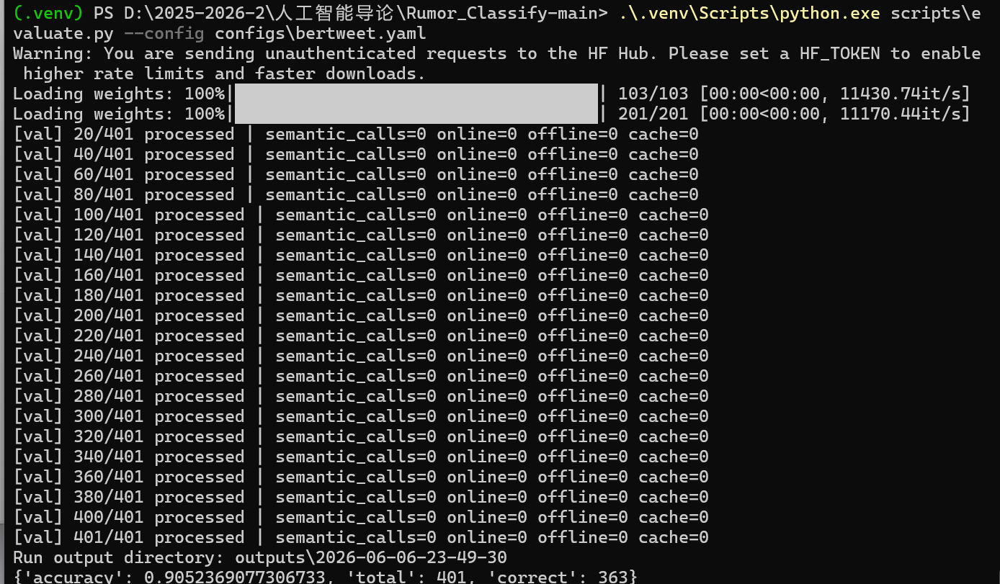 (.venv) PS D:\2025-2026-2\人工智能导论\Rumor_Classify-main> .\.venv\Scripts\python.exe scripts\e
valuate.py --config configs\bertweet.yaml
Warning: You are sending unauthenticated requests to the HF Hub. Please set a HF_TOKEN to enable
 higher rate limits and faster downloads.
Loading weights: 100%|                                    | 103/103 [00:00<00:00, 11430.74it/s]
Loading weights: 100%|                                    | 201/201 [00:00<00:00, 11170.44it/s]
[val] 20/401 processed | semantic_calls=0 online=0 offline=0 cache=0
[val] 40/401 processed | semantic_calls=0 online=0 offline=0 cache=0
[val] 60/401 processed | semantic_calls=0 online=0 offline=0 cache=0
[val] 80/401 processed | semantic_calls=0 online=0 offline=0 cache=0
[val] 100/401 processed | semantic_calls=0 online=0 offline=0 cache=0
[val] 120/401 processed | semantic_calls=0 online=0 offline=0 cache=0
[val] 140/401 processed | semantic_calls=0 online=0 offline=0 cache=0
[val] 160/401 processed | semantic_calls=0 online=0 offline=0 cache=0
[val] 180/401 processed | semantic_calls=0 online=0 offline=0 cache=0
[val] 200/401 processed | semantic_calls=0 online=0 offline=0 cache=0
[val] 220/401 processed | semantic_calls=0 online=0 offline=0 cache=0
[val] 240/401 processed | semantic_calls=0 online=0 offline=0 cache=0
[val] 260/401 processed | semantic_calls=0 online=0 offline=0 cache=0
[val] 280/401 processed | semantic_calls=0 online=0 offline=0 cache=0
[val] 300/401 processed | semantic_calls=0 online=0 offline=0 cache=0
[val] 320/401 processed | semantic_calls=0 online=0 offline=0 cache=0
[val] 340/401 processed | semantic_calls=0 online=0 offline=0 cache=0
[val] 360/401 processed | semantic_calls=0 online=0 offline=0 cache=0
[val] 380/401 processed | semantic_calls=0 online=0 offline=0 cache=0
[val] 400/401 processed | semantic_calls=0 online=0 offline=0 cache=0
[val] 401/401 processed | semantic_calls=0 online=0 offline=0 cache=0
Run output directory: outputs\2026-06-06-23-49-30
{'accuracy': 0.9052369077306733, 'total': 401, 'correct': 363}